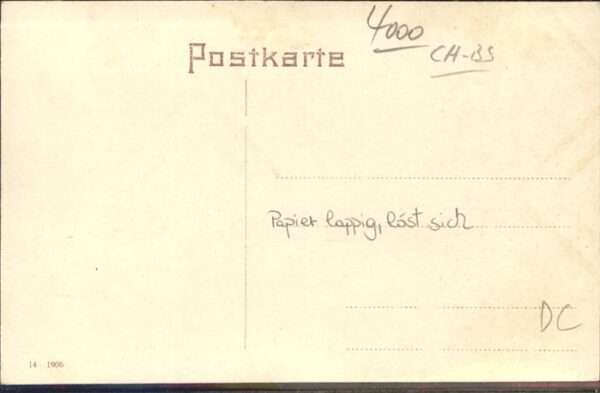 4000
Postkarte
CH-BS
Papier lappig, löst sich
DC
14 1906